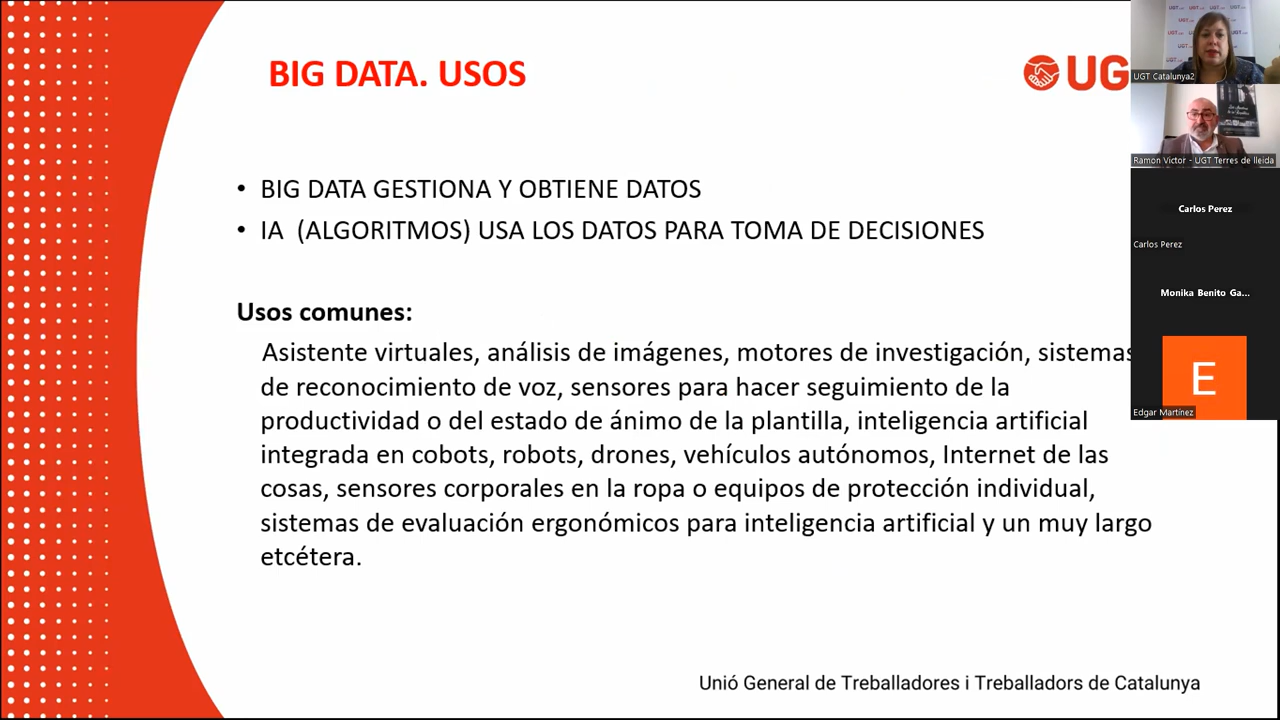 BIG DATA. USOS
UG
• BIG DATA GESTIONA Y OBTIENE DATOS
• IA (ALGORITMOS) USA LOS DATOS PARA TOMA DE DECISIONES
Usos comunes:
Asistente virtuales, análisis de imágenes, motores de investigación, sistemas
de reconocimiento de voz, sensores para hacer seguimiento de la
productividad o del estado de ánimo de la plantilla, inteligencia artificial
integrada en cobots, robots, drones, vehículos autónomos, Internet de las
cosas, sensores corporales en la ropa o equipos de protección individual,
sistemas de evaluación ergonómicos para inteligencia artificial y un muy largo
etcétera.
Unió General de Treballadores i Treballadors de Catalunya
UGT Catalunya2
Ramon Victor - UGT Terres de lleida
Carlos Perez
Carlos Perez
Monika Benito Ga...
E
Edgar Martínez